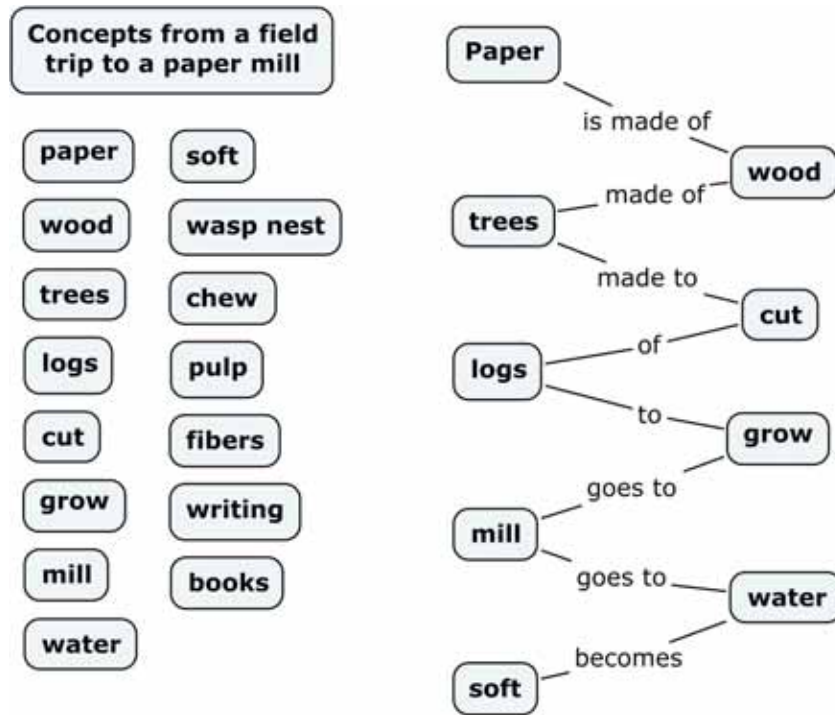 Concepts from a field
trip to a paper mill
paper
wood
trees
logs
cut
grow
mill
water
soft
wasp nest
chew
pulp
fibers
writing
books
Paper
is made of
wood
made of
trees
made to
cut
of
logs
to
grow
goes to
mill
goes to
water
becomes
soft